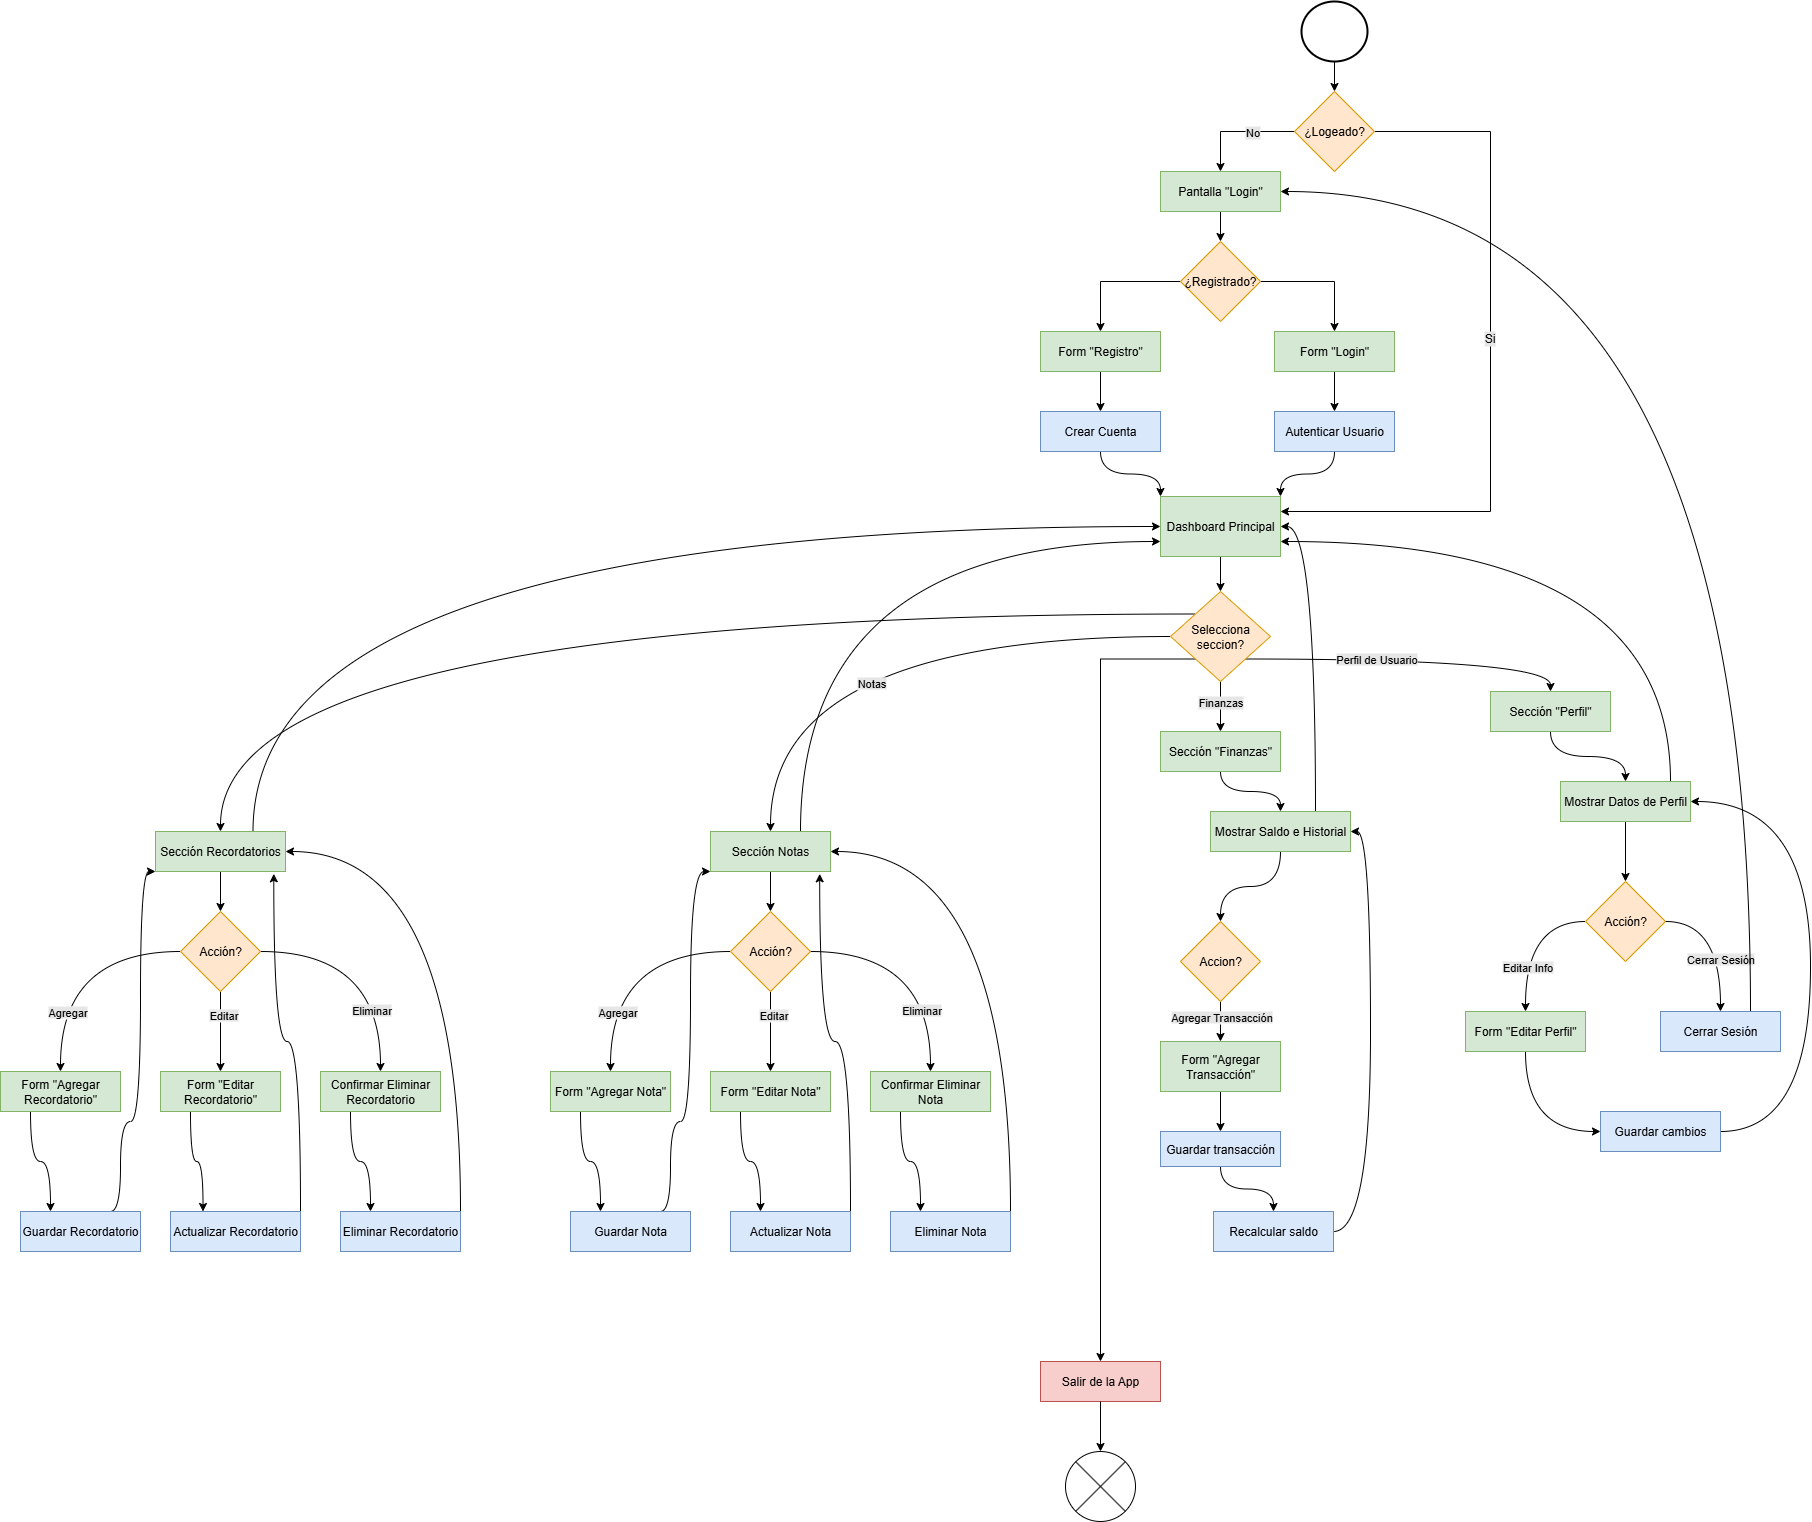 ¿Logeado?
No
Pantalla "Login"
¿Registrado?
Si
Form "Registro"
Form "Login"
Crear Cuenta
Autenticar Usuario
Dashboard Principal
Selecciona
seccion?
Perfil de Usuario
Notas
Finanzas
Sección "Perfil"
Sección "Finanzas"
Mostrar Datos de Perfil
Mostrar Saldo e Historial
Sección Recordatorios
Sección Notas
Acción?
Acción?
Accion?
Acción?
Editar Info
Cerrar Sesión
Agregar
Editar
Eliminar
Agregar
Editar
Eliminar
Agregar Transacción
Form "Editar Perfil"
Cerrar Sesión
Form "Agregar
Recordatorio"
Form "Editar
Recordatorio"
Confirmar Eliminar
Recordatorio
Form "Agregar Nota"
Form "Editar Nota"
Confirmar Eliminar
Nota
Form "Agregar
Transacción"
Guardar cambios
Guardar transacción
Guardar Recordatorio
Actualizar Recordatorio
Eliminar Recordatorio
Guardar Nota
Actualizar Nota
Eliminar Nota
Recalcular saldo
Salir de la App